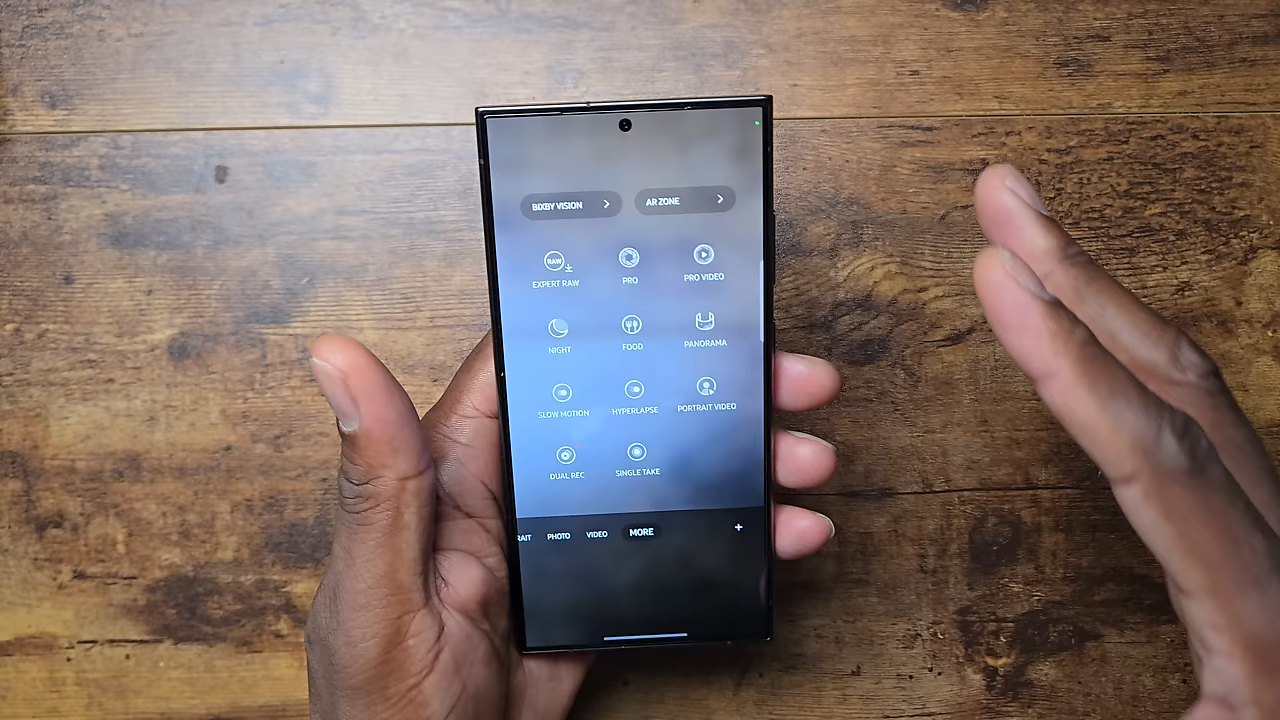 BIXBY VISION
AR ZONE
RAW
EXPERT RAW
PRO
PRO VIDEO
NIGHT
FOOD
PANORAMA
SLOW MOTION
HYPERLAPSE
PORTRAIT VIDEO
DUAL REC
SINGLE TAKE
RAIT PHOTO VIDEO MORE +